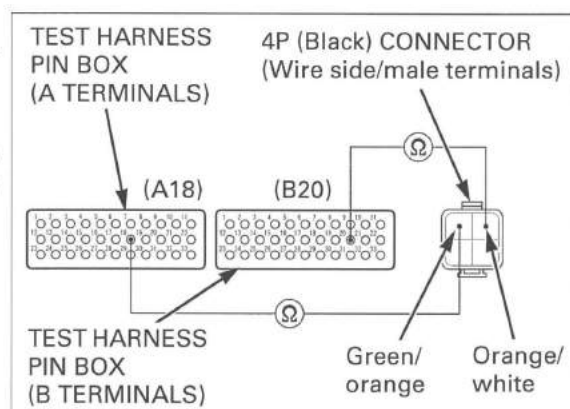 TEST HARNESS
PIN BOX
(A TERMINALS)
4P (Black) CONNECTOR
(Wire side/male terminals)
Ω
(A18)
(B20)
Ω
TEST HARNESS
PIN BOX
(B TERMINALS)
Green/
orange
Orange/
white